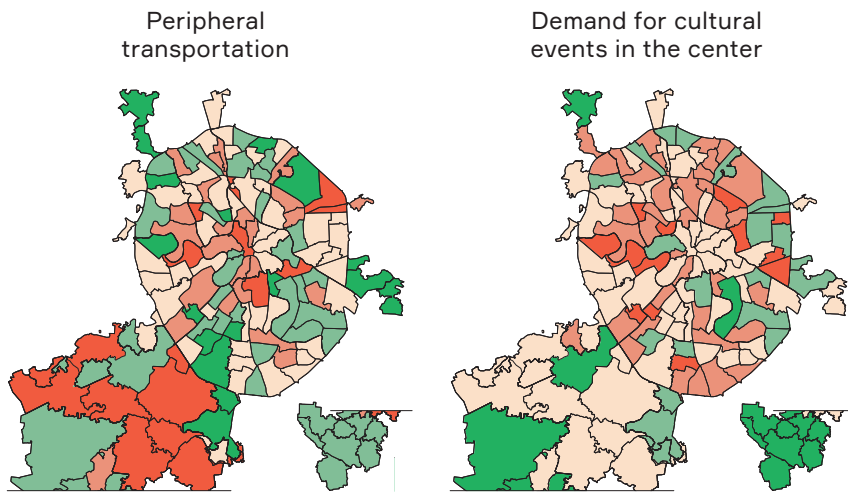 Peripheral
transportation
Demand for cultural
events in the center